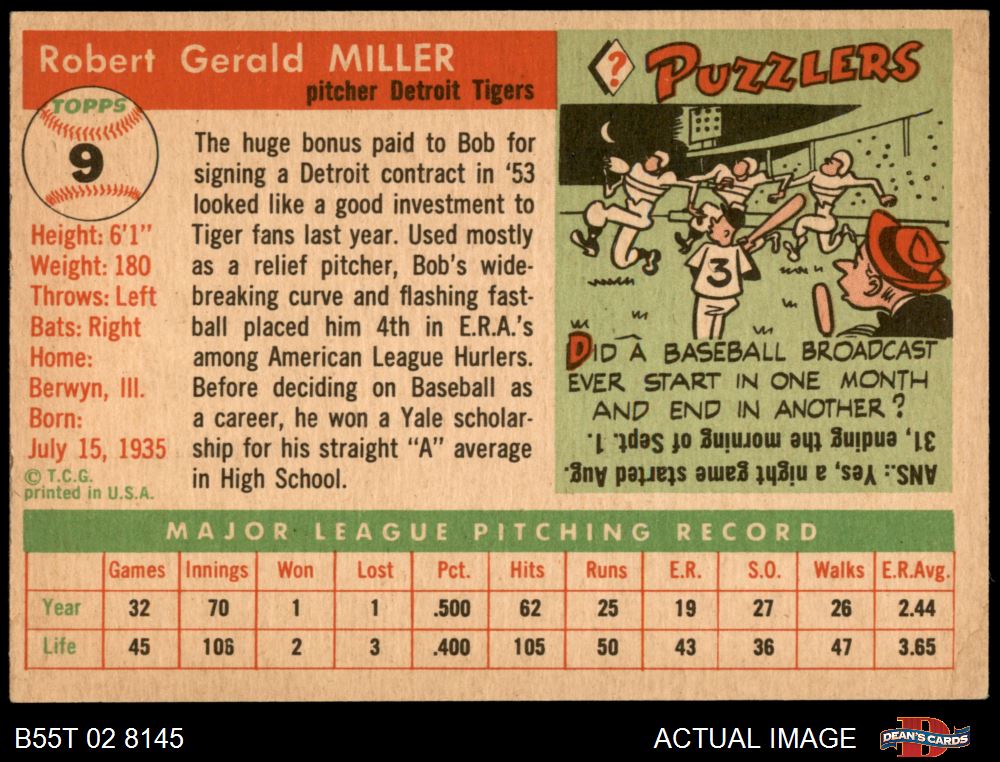 Robert Gerald MILLER
pitcher Detroit Tigers
TOPPS
9
Height: 6'1"
Weight: 180
Throws: Left
Bats: Right
Home:
Berwyn, Ill.
Born:
July 15, 1935
© T.C.G.
printed in U.S.A.
The huge bonus paid to Bob for
signing a Detroit contract in '53
looked like a good investment to
Tiger fans last year. Used mostly
as a relief pitcher, Bob's wide-
breaking curve and flashing fast-
ball placed him 4th in E.R.A.'s
among American League Hurlers.
Before deciding on Baseball as
a career, he won a Yale scholar-
ship for his straight "A" average
in High School.
? PUZZLERS
3
DID A BASEBALL BROADCAST
EVER START IN ONE MONTH
AND END IN ANOTHER?
ANS.: Yes, a night game started Aug.
31, ending the morning of Sept. 1.
MAJOR LEAGUE PITCHING RECORD
Games Innings Won Lost Pct. Hits Runs E.R. S.O. Walks E.R.Avg.
Year 32 70 1 1 .500 62 25 19 27 26 2.44
Life 45 106 2 3 .400 105 50 43 36 47 3.65
B55T 02 8145
ACTUAL IMAGE
D
DEAN'S CARDS